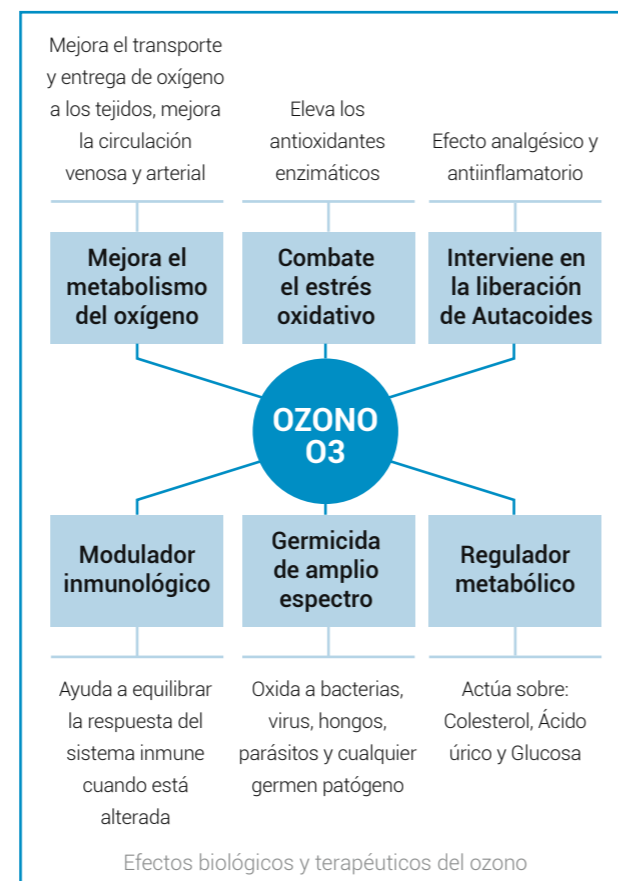 Mejora el transporte
y entrega de oxígeno
a los tejidos, mejora
la circulación
venosa y arterial
Eleva los
antioxidantes
enzimáticos
Efecto analgésico y
antiinflamatorio
Mejora el
metabolismo
del oxígeno
Combate
el estrés
oxidativo
Interviene en
la liberación
de Autacoides
OZONO
O3
Modulador
inmunológico
Germicida
de amplio
espectro
Regulador
metabólico
Ayuda a equilibrar
la respuesta del
sistema inmune
cuando está
alterada
Oxida a bacterias,
virus, hongos,
parásitos y cualquier
germen patógeno
Actúa sobre:
Colesterol, Ácido
úrico y Glucosa
Efectos biológicos y terapéuticos del ozono